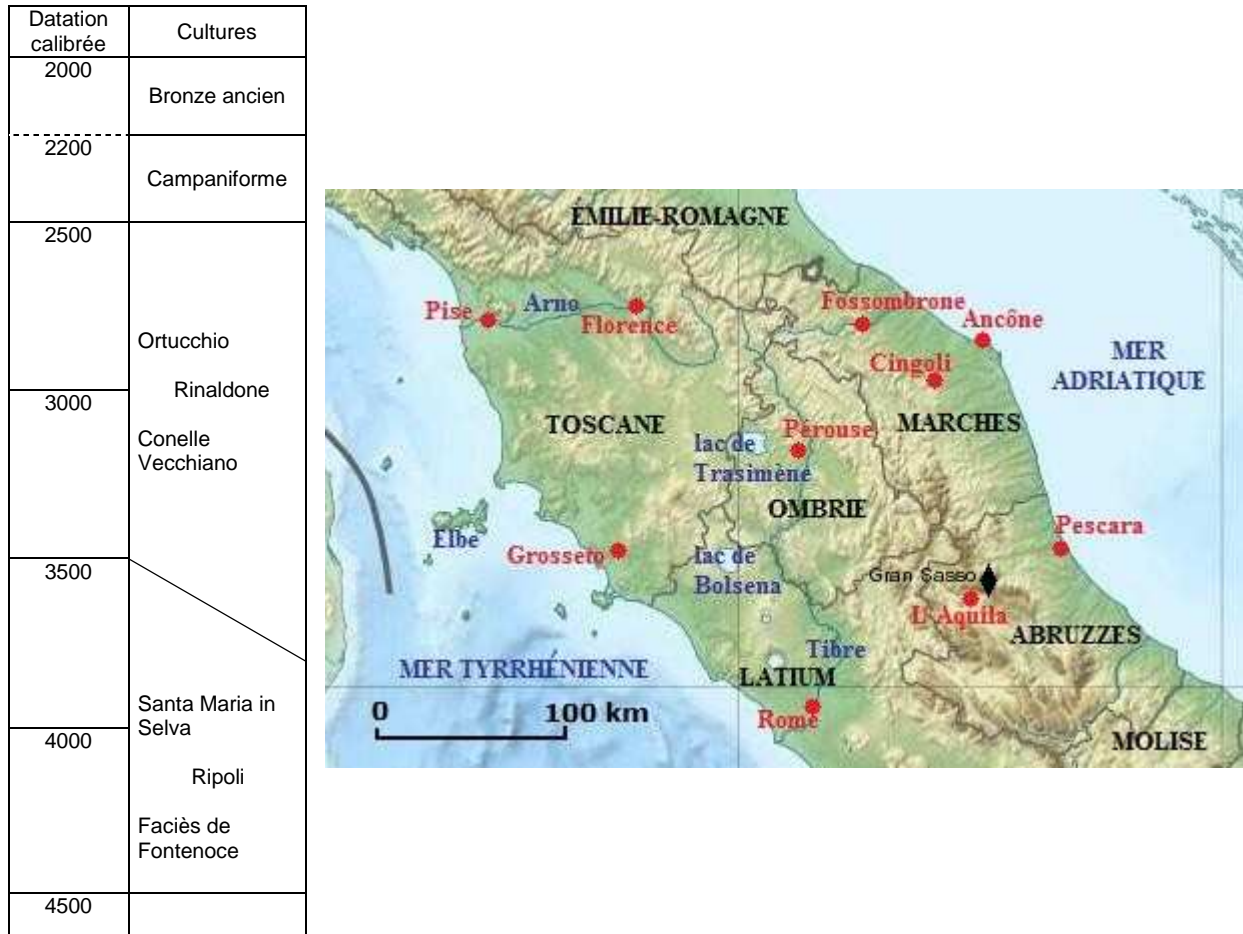 Datation
calibrée
Cultures
2000
Bronze ancien
2200
Campaniforme
2500
Ortucchio
Rinaldone
3000
Conelle
Vecchiano
3500
Santa Maria in
Selva
4000
Ripoli
Faciès de
Fontenoce
4500
ÉMILIE-ROMAGNE
Pise
Arno
Florence
Fossombrone
Ancône
Cingoli
MER
ADRIATIQUE
TOSCANE
MARCHES
lac de
Trasimène
Pérouse
OMBRIE
Elbe
Grosseto
lac de
Bolsena
Pescara
Gran Sasso
L'Aquila
ABRUZZES
Tibre
MER TYRRHÉNIENNE
LATIUM
0
100 km
Rome
MOLISE